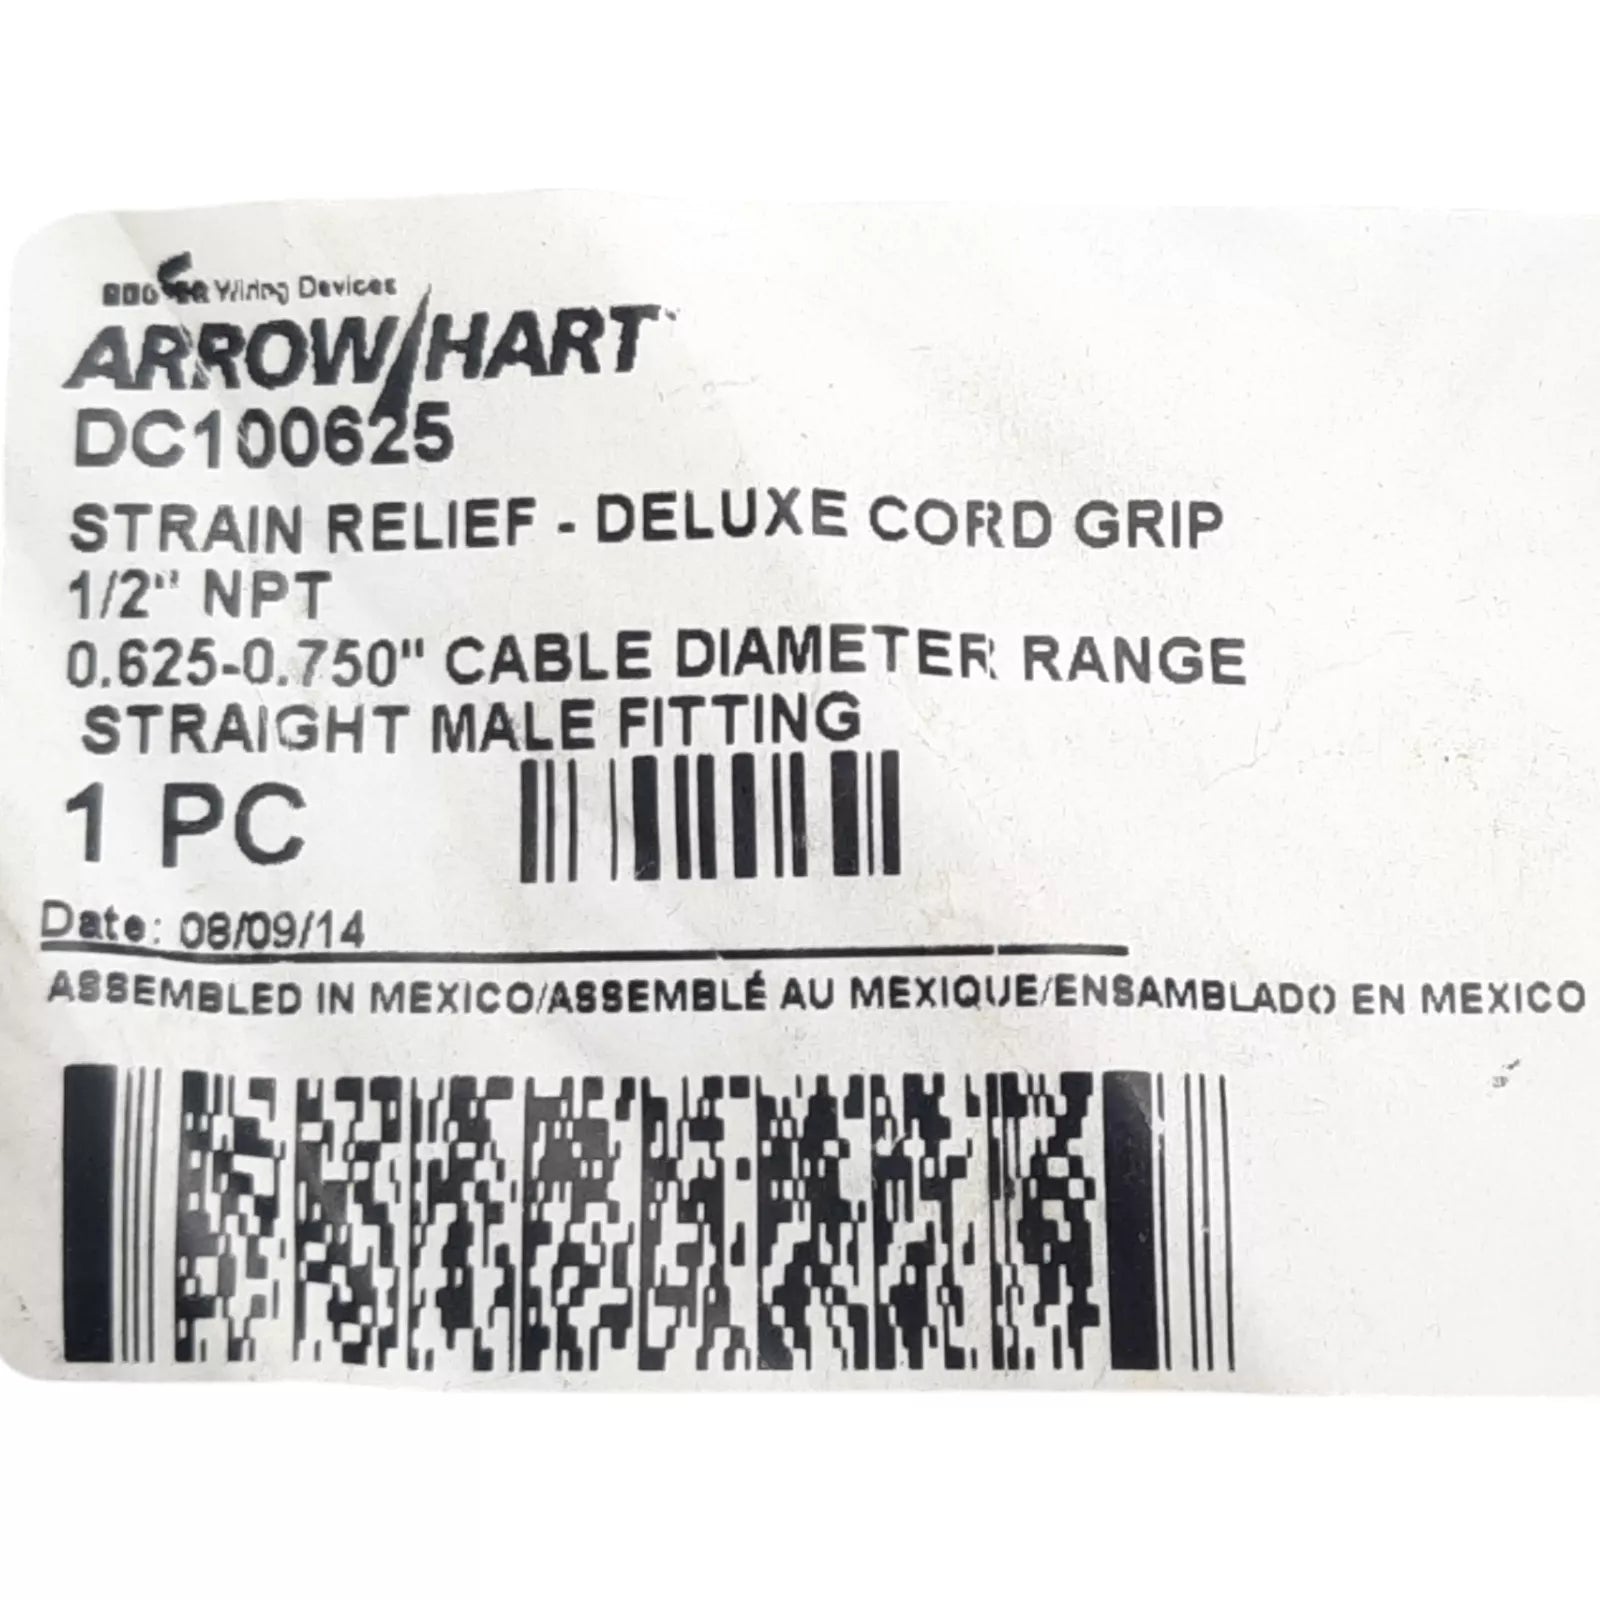 Wiring Devices
ARROW/HART™
DC100625
STRAIN RELIEF - DELUXE CORD GRIP
1/2" NPT
0.625-0.750" CABLE DIAMETER RANGE
STRAIGHT MALE FITTING
1 PC
Date: 08/09/14
ASSEMBLED IN MEXICO/ASSEMBLÉ AU MEXIQUE/ENSAMBLADO EN MEXICO